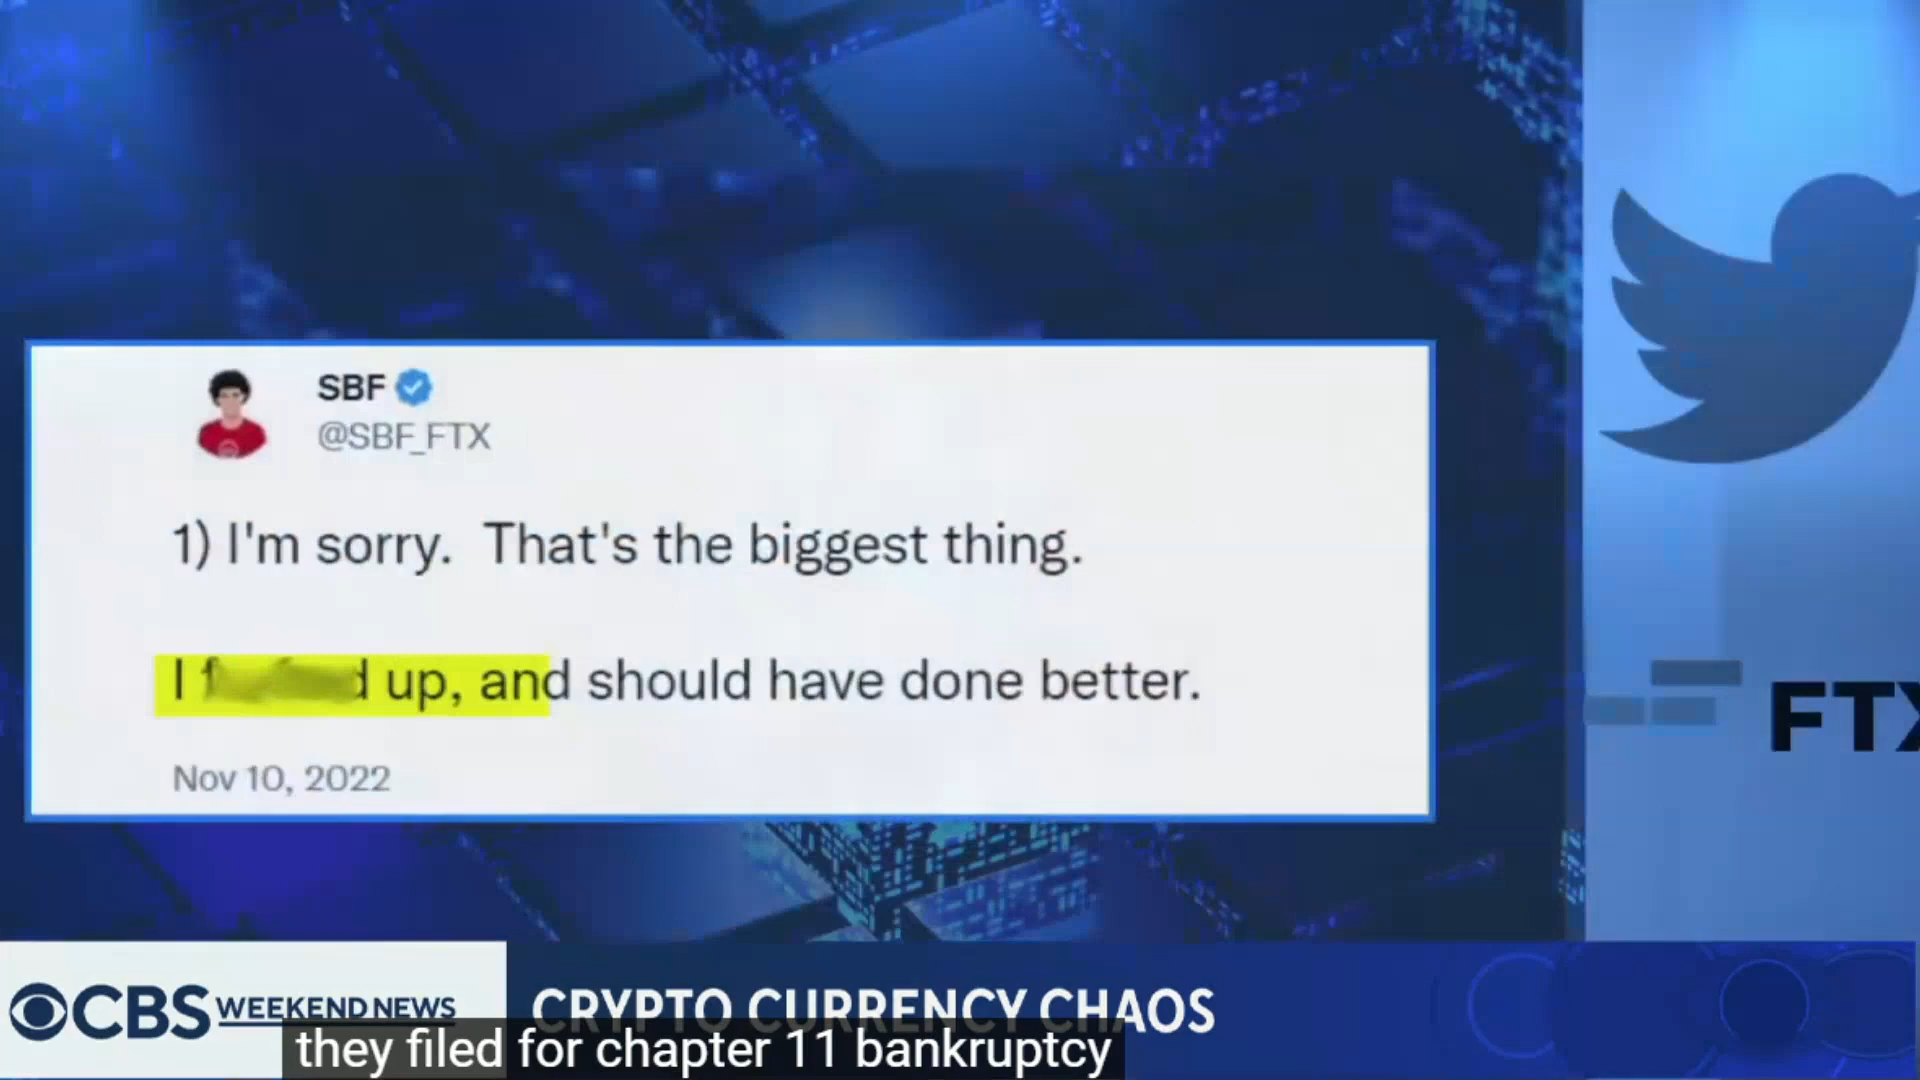 SBF
@SBF_FTX
1) I'm sorry. That's the biggest thing.
I f d up, and should have done better.
Nov 10, 2022
FTX
CBS WEEKEND NEWS
CRYPTO CURRENCY CHAOS
they filed for chapter 11 bankruptcy